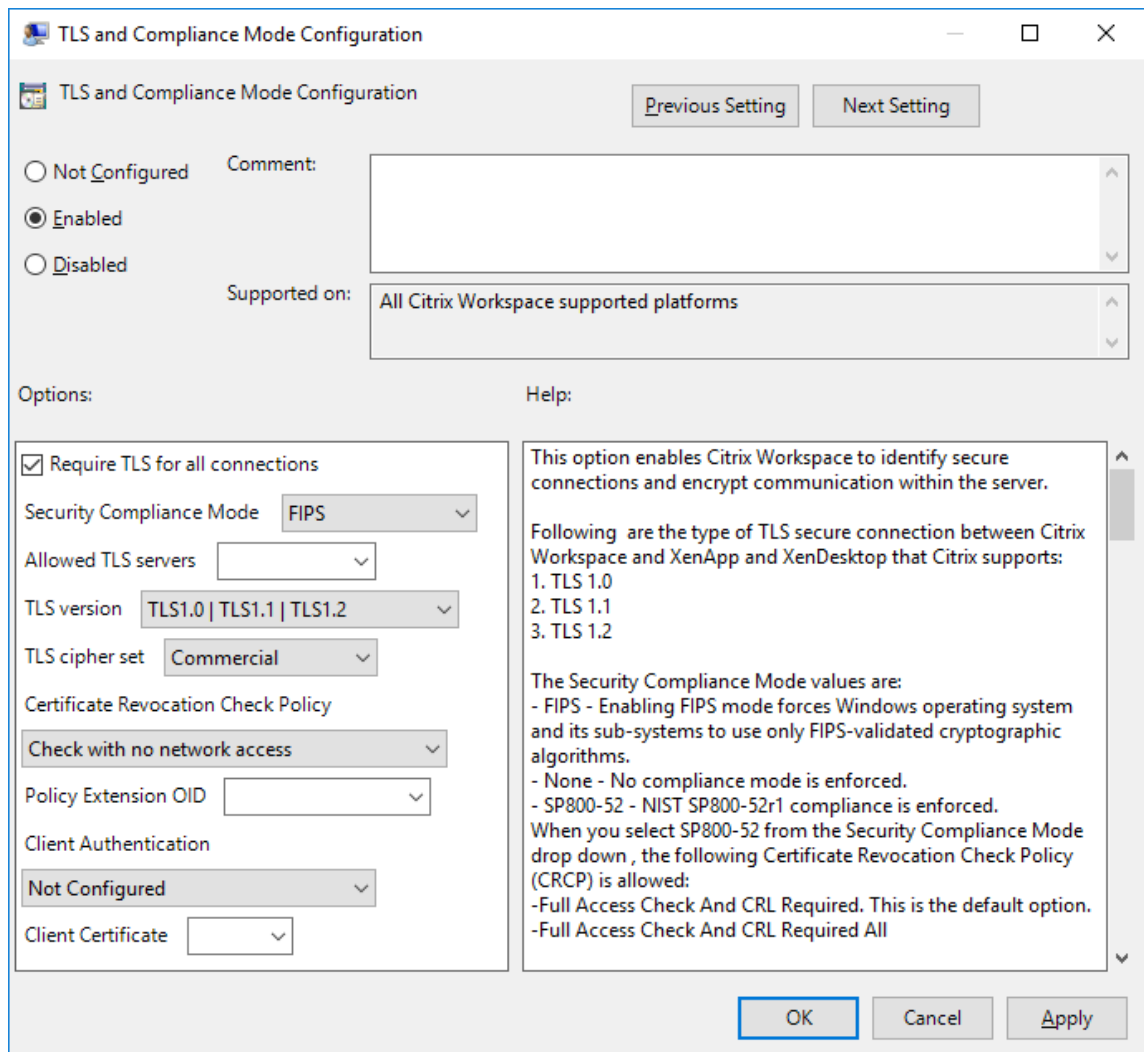 TLS and Compliance Mode Configuration
TLS and Compliance Mode Configuration
Previous Setting
Next Setting
Not Configured
Enabled
Disabled
Comment:
Supported on:
All Citrix Workspace supported platforms
Options:
Help:
Require TLS for all connections
Security Compliance Mode FIPS
Allowed TLS servers
TLS version TLS1.0 | TLS1.1 | TLS1.2
TLS cipher set Commercial
Certificate Revocation Check Policy
Check with no network access
Policy Extension OID
Client Authentication
Not Configured
Client Certificate
This option enables Citrix Workspace to identify secure
connections and encrypt communication within the server.
Following  are the type of TLS secure connection between Citrix
Workspace and XenApp and XenDesktop that Citrix supports:
1. TLS 1.0
2. TLS 1.1
3. TLS 1.2
The Security Compliance Mode values are:
- FIPS - Enabling FIPS mode forces Windows operating system
and its sub-systems to use only FIPS-validated cryptographic
algorithms.
- None - No compliance mode is enforced.
- SP800-52 - NIST SP800-52r1 compliance is enforced.
When you select SP800-52 from the Security Compliance Mode
drop down , the following Certificate Revocation Check Policy
(CRCP) is allowed:
-Full Access Check And CRL Required. This is the default option.
-Full Access Check And CRL Required All
OK
Cancel
Apply